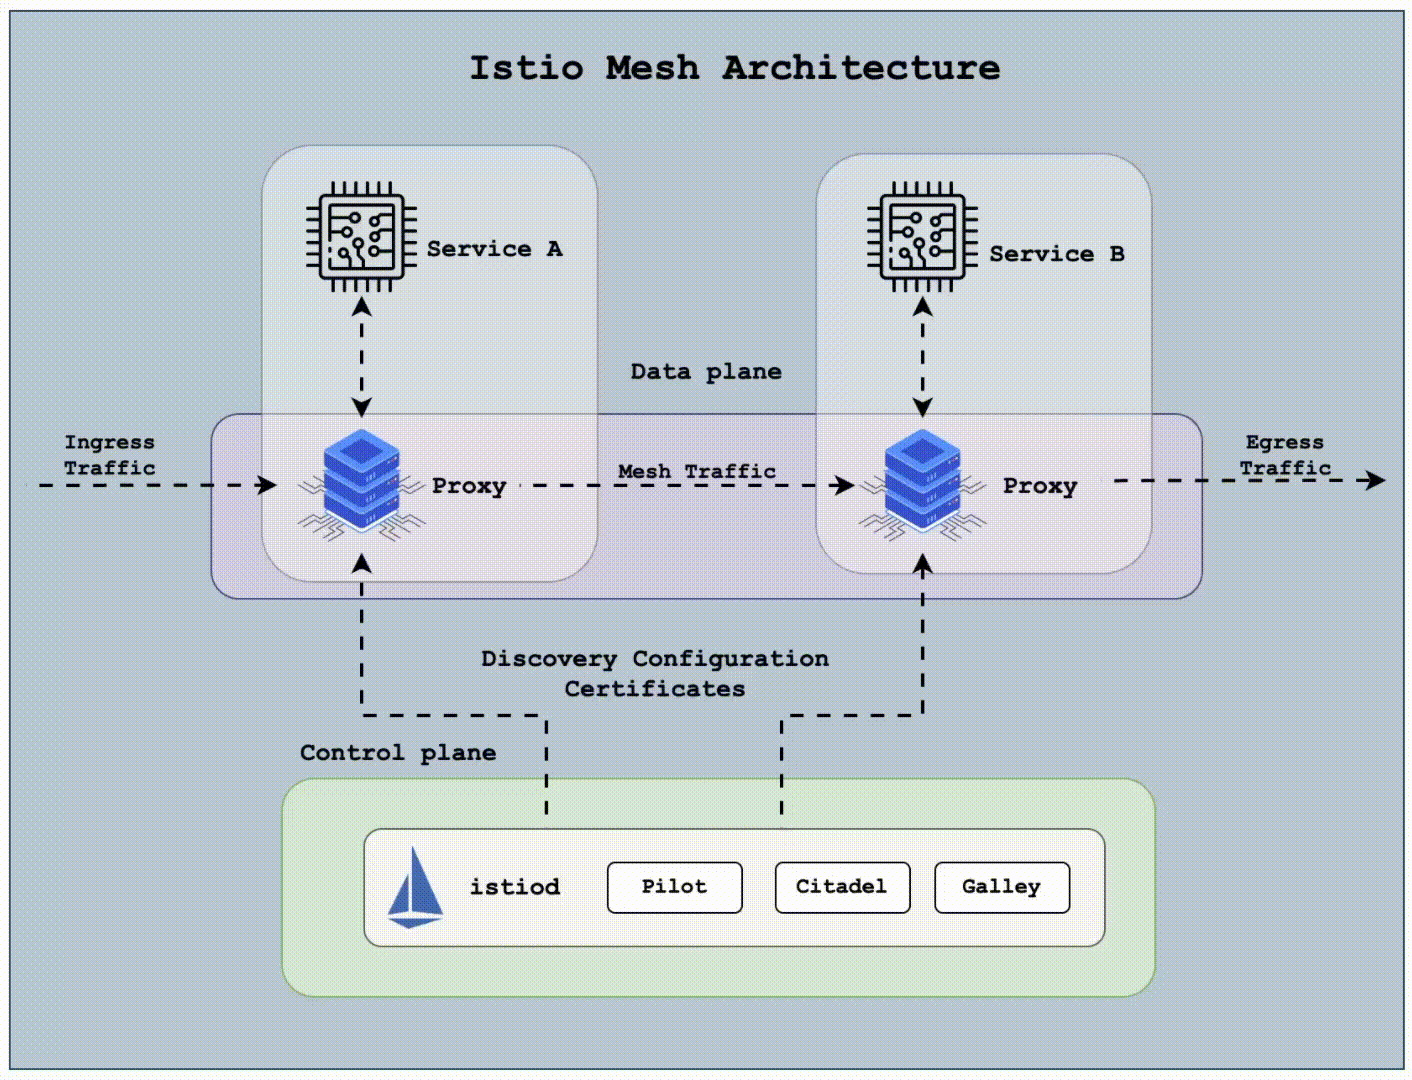 Istio Mesh Architecture
Service A
Service B
Data plane
Ingress
Traffic
Proxy
Mesh Traffic
Proxy
Egress
Traffic
Discovery Configuration
Certificates
Control plane
istiod
Pilot
Citadel
Galley